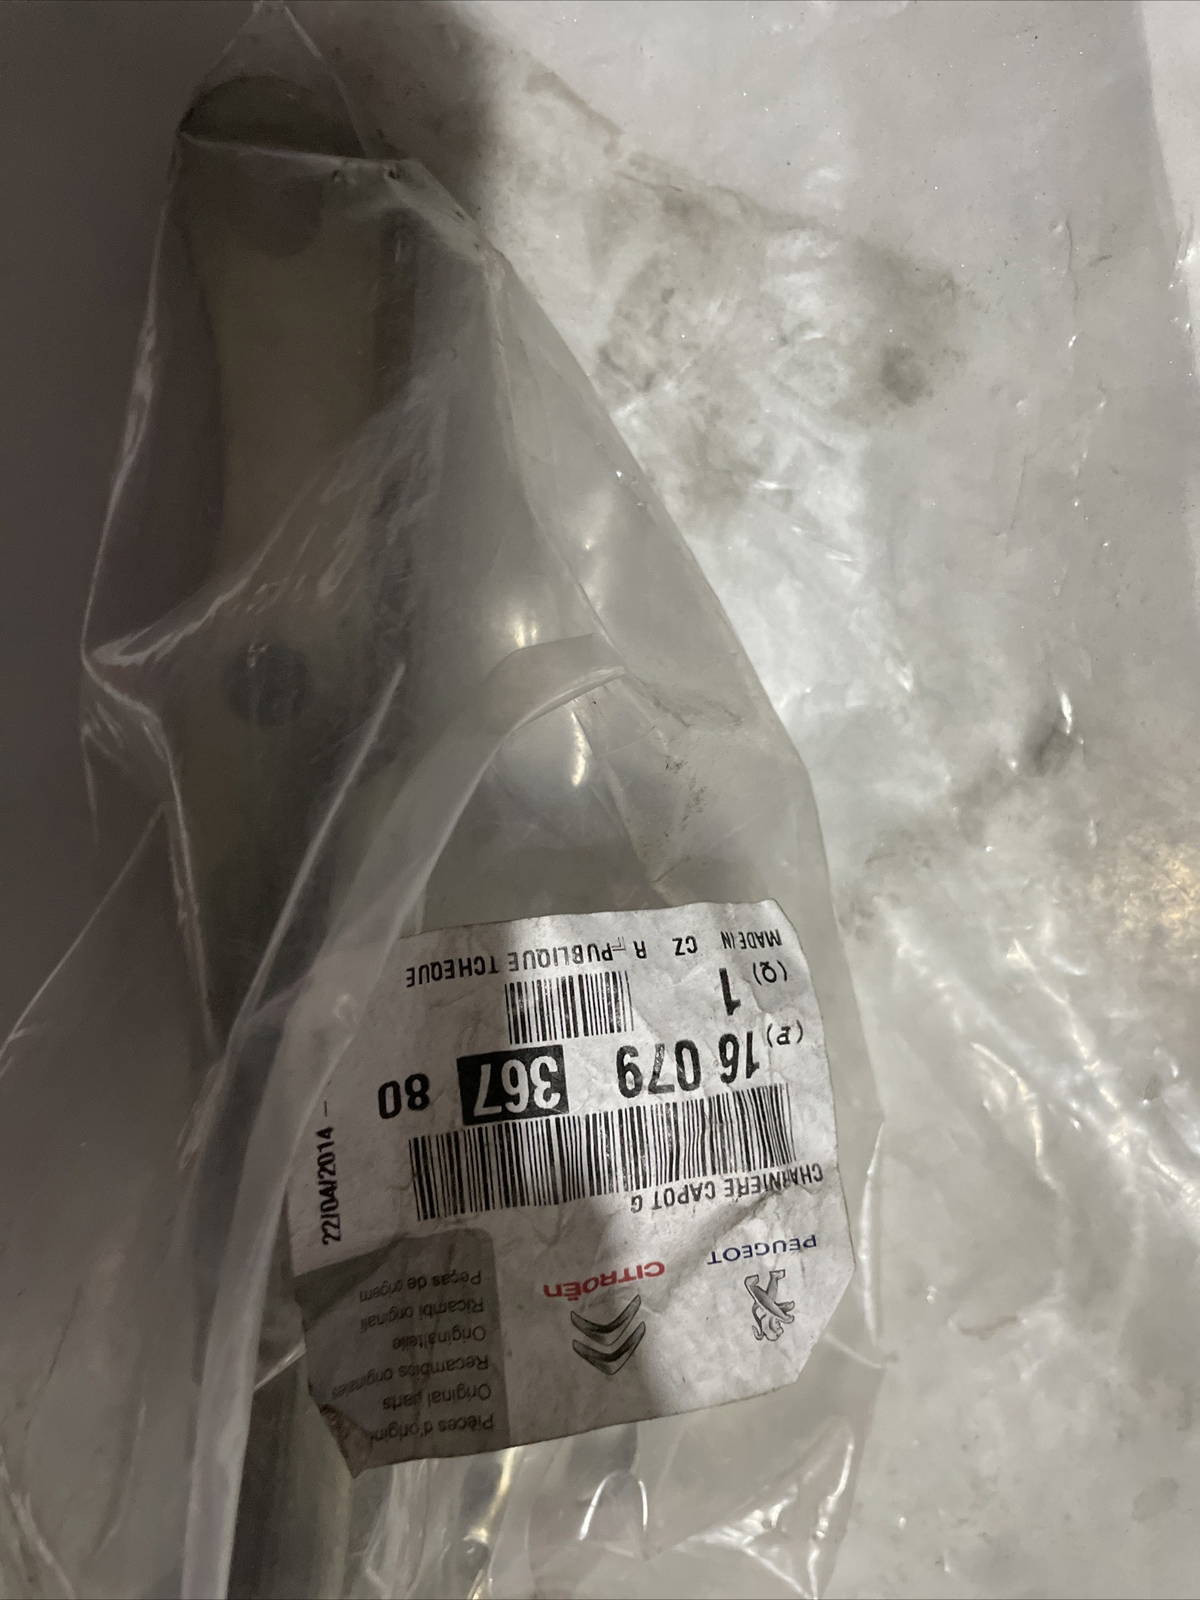 PEUGEOT
CITROËN
Pièces d'origine
Original parts
Recambios originales
Originalteile
Ricambi originali
Peças de origem
CHARNIERE CAPOT G
(P) 16 079 367 80
(Q) 1
MADE IN CZ R PUBLIQUE TCHEQUE
22/04/2014 -